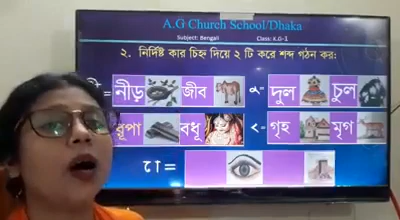 A.G Church School/Dhaka
Subject: Bengali Class: K.G-1
২. নির্দিষ্ট কার চিহ্ন দিয়ে ২ টি করে শব্দ গঠন কর:
ী = নীড় জীব ু = দুল চুল
রূপা বধূ ৃ = গৃহ মৃগ
ো =